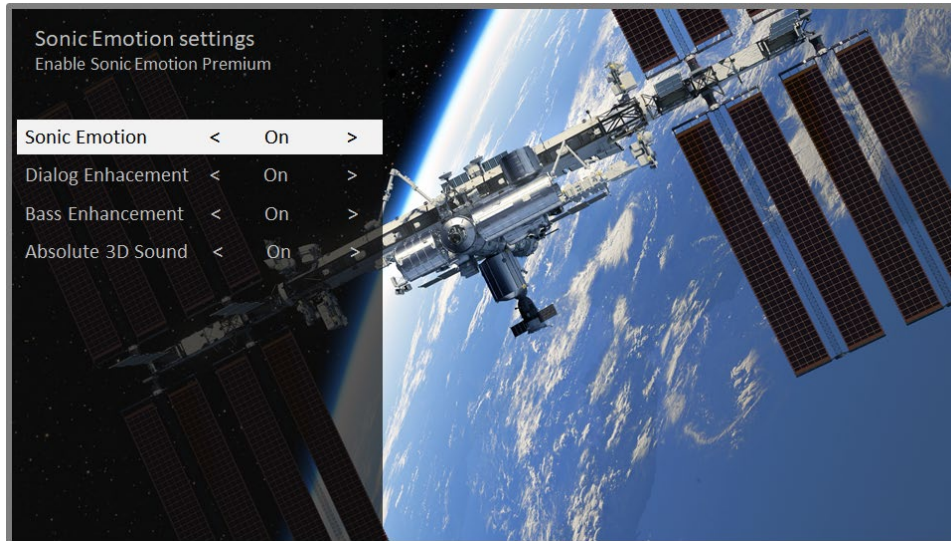 Sonic Emotion settings
Enable Sonic Emotion Premium
Sonic Emotion < On >
Dialog Enhacement < On >
Bass Enhancement < On >
Absolute 3D Sound < On >